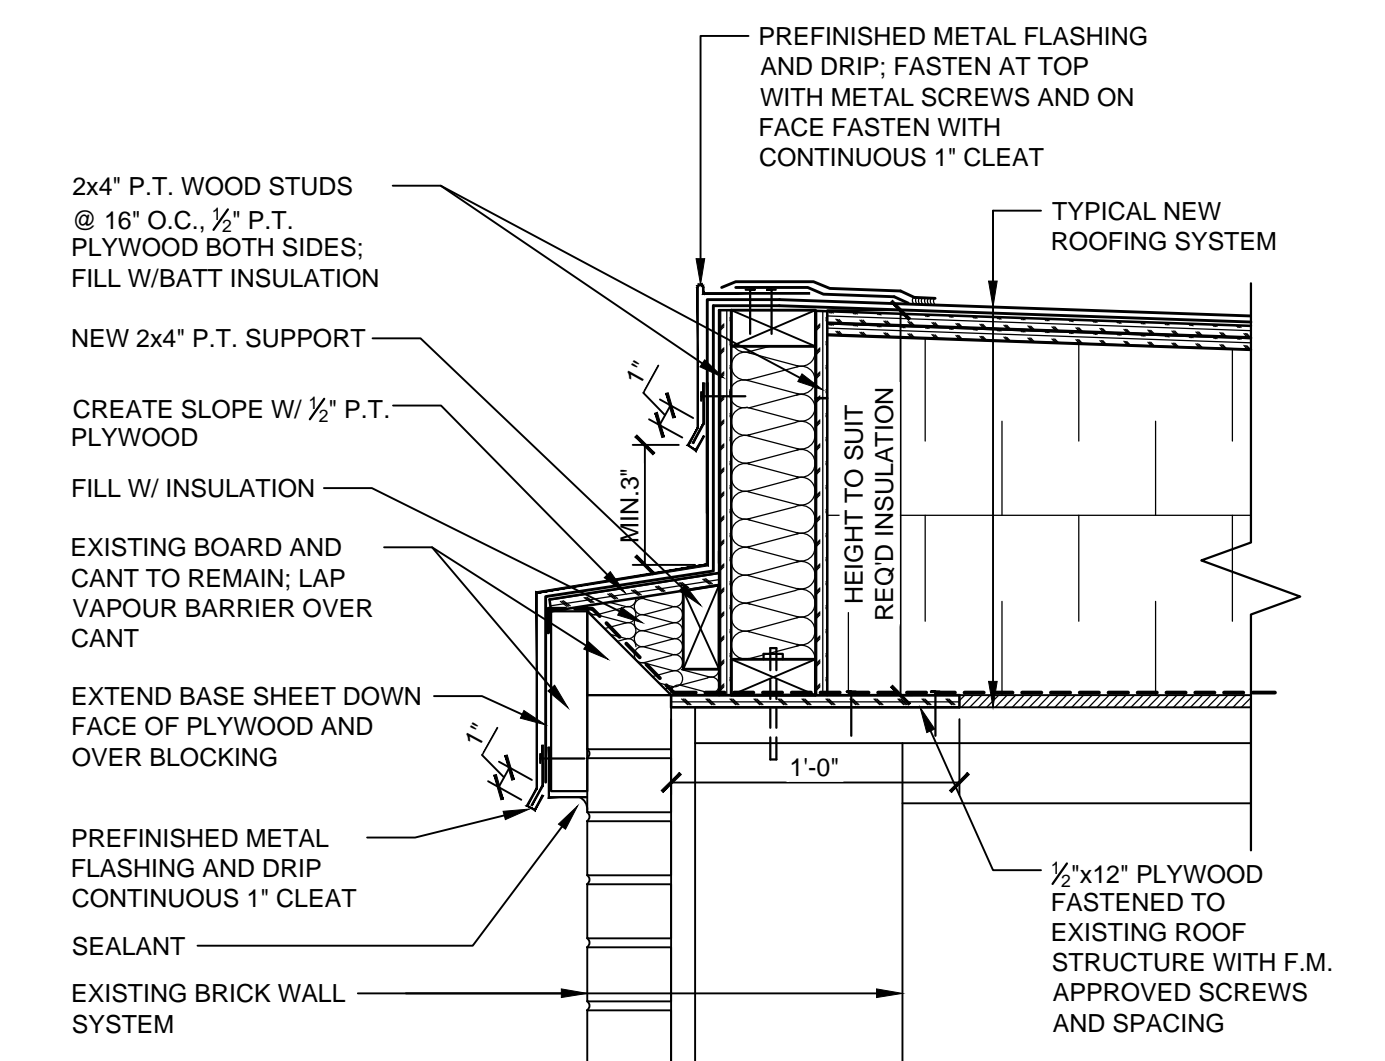 PREFINISHED METAL FLASHING
AND DRIP; FASTEN AT TOP
WITH METAL SCREWS AND ON
FACE FASTEN WITH
CONTINUOUS 1" CLEAT
2x4" P.T. WOOD STUDS
@ 16" O.C., ½" P.T.
PLYWOOD BOTH SIDES;
FILL W/BATT INSULATION
TYPICAL NEW
ROOFING SYSTEM
NEW 2x4" P.T. SUPPORT
1"
CREATE SLOPE W/ ½" P.T.
PLYWOOD
FILL W/ INSULATION
MIN.3"
HEIGHT TO SUIT
REQ'D INSULATION
EXISTING BOARD AND
CANT TO REMAIN; LAP
VAPOUR BARRIER OVER
CANT
EXTEND BASE SHEET DOWN
FACE OF PLYWOOD AND
OVER BLOCKING
1"
1'-0"
PREFINISHED METAL
FLASHING AND DRIP
CONTINUOUS 1" CLEAT
SEALANT
EXISTING BRICK WALL
SYSTEM
½"x12" PLYWOOD
FASTENED TO
EXISTING ROOF
STRUCTURE WITH F.M.
APPROVED SCREWS
AND SPACING